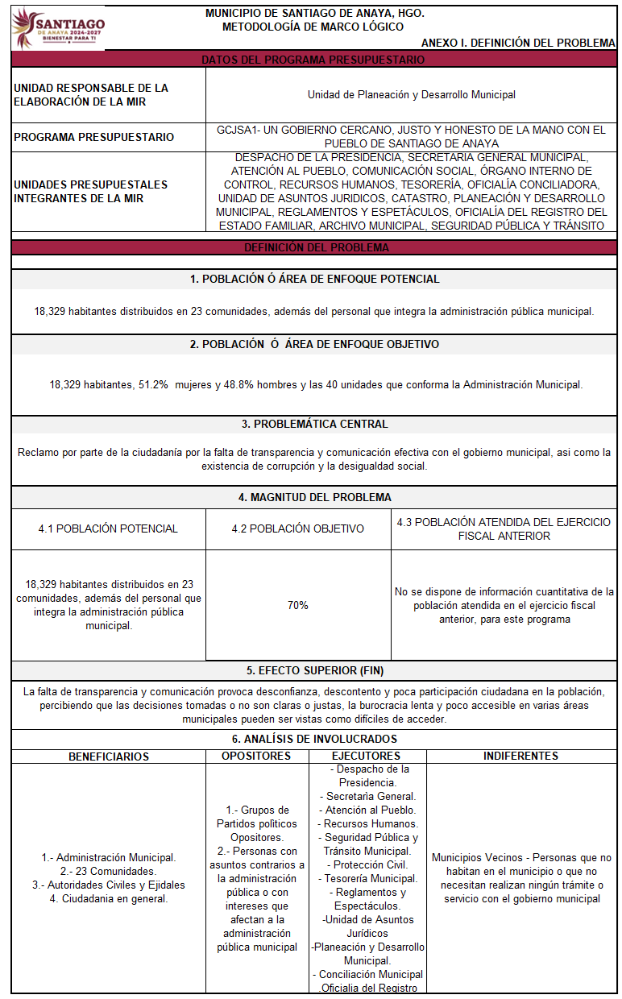 SANTIAGO
DE ANAYA 2024-2027
BIENESTAR PARA TI
MUNICIPIO DE SANTIAGO DE ANAYA, HGO.
METODOLOGÍA DE MARCO LÓGICO
ANEXO I. DEFINICIÓN DEL PROBLEMA
DATOS DEL PROGRAMA PRESUPUESTARIO
UNIDAD RESPONSABLE DE LA
ELABORACIÓN DE LA MIR
Unidad de Planeación y Desarrollo Municipal
PROGRAMA PRESUPUESTARIO
GCJSA1- UN GOBIERNO CERCANO, JUSTO Y HONESTO DE LA MANO CON EL
PUEBLO DE SANTIAGO DE ANAYA
UNIDADES PRESUPUESTALES
INTEGRANTES DE LA MIR
DESPACHO DE LA PRESIDENCIA, SECRETARIA GENERAL MUNICIPAL,
ATENCIÓN AL PUEBLO, COMUNICACIÓN SOCIAL, ÓRGANO INTERNO DE
CONTROL, RECURSOS HUMANOS, TESORERÍA, OFICIALÍA CONCILIADORA,
UNIDAD DE ASUNTOS JURIDICOS, CATASTRO, PLANEACIÓN Y DESARROLLO
MUNICIPAL, REGLAMENTOS Y ESPETÁCULOS, OFICIALÍA DEL REGISTRO DEL
ESTADO FAMILIAR, ARCHIVO MUNICIPAL, SEGURIDAD PÚBLICA Y TRÁNSITO
DEFINICIÓN DEL PROBLEMA
1. POBLACIÓN Ó ÁREA DE ENFOQUE POTENCIAL
18,329 habitantes distribuidos en 23 comunidades, además del personal que integra la administración pública municipal.
2. POBLACIÓN Ó ÁREA DE ENFOQUE OBJETIVO
18,329 habitantes, 51.2% mujeres y 48.8% hombres y las 40 unidades que conforma la Administración Municipal.
3. PROBLEMÁTICA CENTRAL
Reclamo por parte de la ciudadanía por la falta de transparencia y comunicación efectiva con el gobierno municipal, asi como la
existencia de corrupción y la desigualdad social.
4. MAGNITUD DEL PROBLEMA
4.1 POBLACIÓN POTENCIAL
4.2 POBLACIÓN OBJETIVO
4.3 POBLACIÓN ATENDIDA DEL EJERCICIO
FISCAL ANTERIOR
18,329 habitantes distribuidos en 23
comunidades, además del personal que
integra la administración pública
municipal.
70%
No se dispone de información cuantitativa de la
población atendida en el ejercicio fiscal
anterior, para este programa
5. EFECTO SUPERIOR (FIN)
La falta de transparencia y comunicación provoca desconfianza, descontento y poca participación ciudadana en la población,
percibiendo que las decisiones tomadas o no son claras o justas, la burocracia lenta y poco accesible en varias áreas
municipales pueden ser vistas como difíciles de acceder.
6. ANALÍSIS DE INVOLUCRADOS
BENEFICIARIOS
OPOSITORES
EJECUTORES
INDIFERENTES
1.- Administración Municipal.
2.- 23 Comunidades.
3.- Autoridades Civiles y Ejidales
4. Ciudadania en general.
1.- Grupos de
Partidos polìticos
Opositores.
2.- Personas con
asuntos contrarios a
la administración
pública o con
intereses que
afectan a la
administración
pública municipal
- Despacho de la
Presidencia.
- Secretarìa General.
- Atención al Pueblo.
- Recursos Humanos.
- Seguridad Pública y
Tránsito Municipal.
- Protección Civil.
- Tesorería Municipal.
- Reglamentos y
Espectáculos.
-Unidad de Asuntos
Jurídicos
-Planeación y Desarrollo
Municipal.
- Conciliación Municipal
.Oficialia del Registro
Municipios Vecinos - Personas que no
habitan en el municipio o que no
necesitan realizan ningún trámite o
servicio con el gobierno municipal